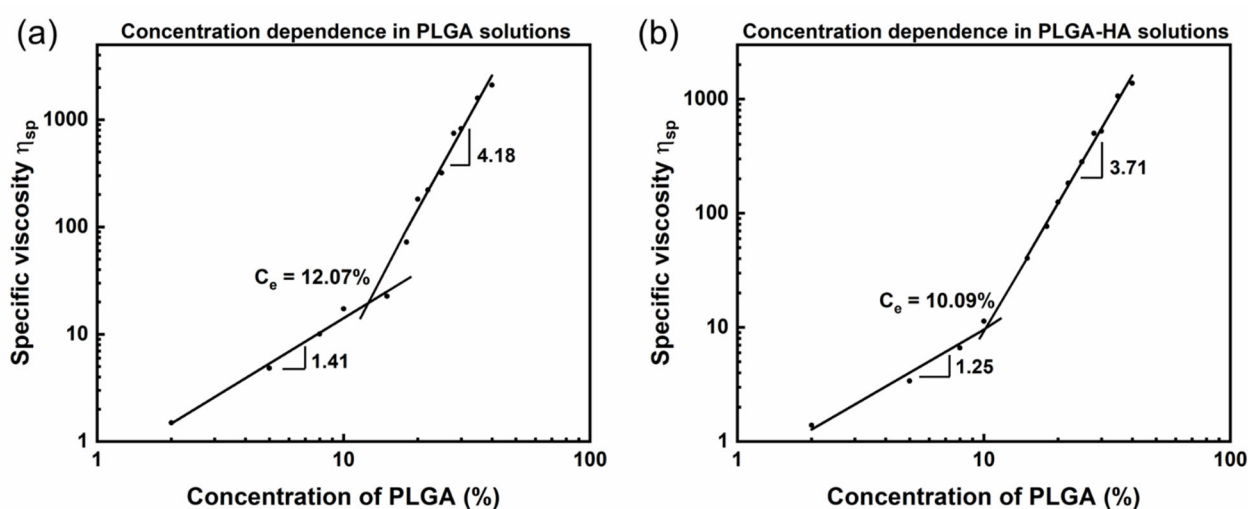 (a)
Concentration dependence in PLGA solutions
Specific viscosity ηsp
1000
100
10
1
4.18
Ce = 12.07%
1.41
1
10
100
Concentration of PLGA (%)
(b)
Concentration dependence in PLGA-HA solutions
Specific viscosity ηsp
1000
100
10
1
3.71
Ce = 10.09%
1.25
1
10
100
Concentration of PLGA (%)